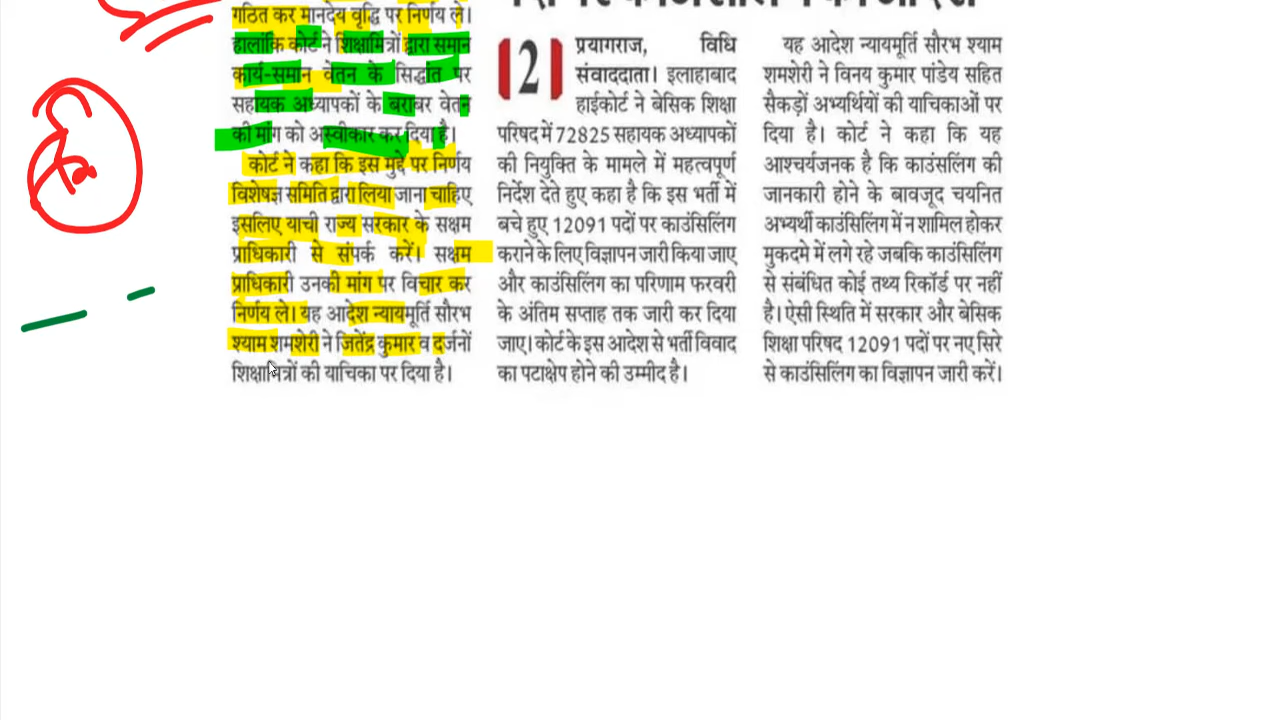 गठित कर मानदेय वृद्धि पर निर्णय ले।
हालांकि कोर्ट ने शिक्षामित्रों द्वारा समान
कार्य-समान वेतन के सिद्धांत पर
सहायक अध्यापकों के बराबर वेतन
की मांग को अस्वीकार कर दिया है।
कोर्ट ने कहा कि इस मुद्दे पर निर्णय
विशेषज्ञ समिति द्वारा लिया जाना चाहिए
इसलिए याची राज्य सरकार के सक्षम
प्राधिकारी से संपर्क करें। सक्षम
प्राधिकारी उनकी मांग पर विचार कर
निर्णय ले। यह आदेश न्यायमूर्ति सौरभ
श्याम शमशेरी ने जितेंद्र कुमार व दर्जनों
शिक्षामित्रों की याचिका पर दिया है।
2
प्रयागराज, विधि
संवाददाता। इलाहाबाद
हाईकोर्ट ने बेसिक शिक्षा
परिषद में 72825 सहायक अध्यापकों
की नियुक्ति के मामले में महत्वपूर्ण
निर्देश देते हुए कहा है कि इस भर्ती में
बचे हुए 12091 पदों पर काउंसिलिंग
कराने के लिए विज्ञापन जारी किया जाए
और काउंसिलिंग का परिणाम फरवरी
के अंतिम सप्ताह तक जारी कर दिया
जाए। कोर्ट के इस आदेश से भर्ती विवाद
का पटाक्षेप होने की उम्मीद है।
यह आदेश न्यायमूर्ति सौरभ श्याम
शमशेरी ने विनय कुमार पांडेय सहित
सैकड़ों अभ्यर्थियों की याचिकाओं पर
दिया है। कोर्ट ने कहा कि यह
आश्चर्यजनक है कि काउंसलिंग की
जानकारी होने के बावजूद चयनित
अभ्यर्थी काउंसिलिंग में न शामिल होकर
मुकदमे में लगे रहे जबकि काउंसिलिंग
से संबंधित कोई तथ्य रिकॉर्ड पर नहीं
है। ऐसी स्थिति में सरकार और बेसिक
शिक्षा परिषद 12091 पदों पर नए सिरे
से काउंसिलिंग का विज्ञापन जारी करें।